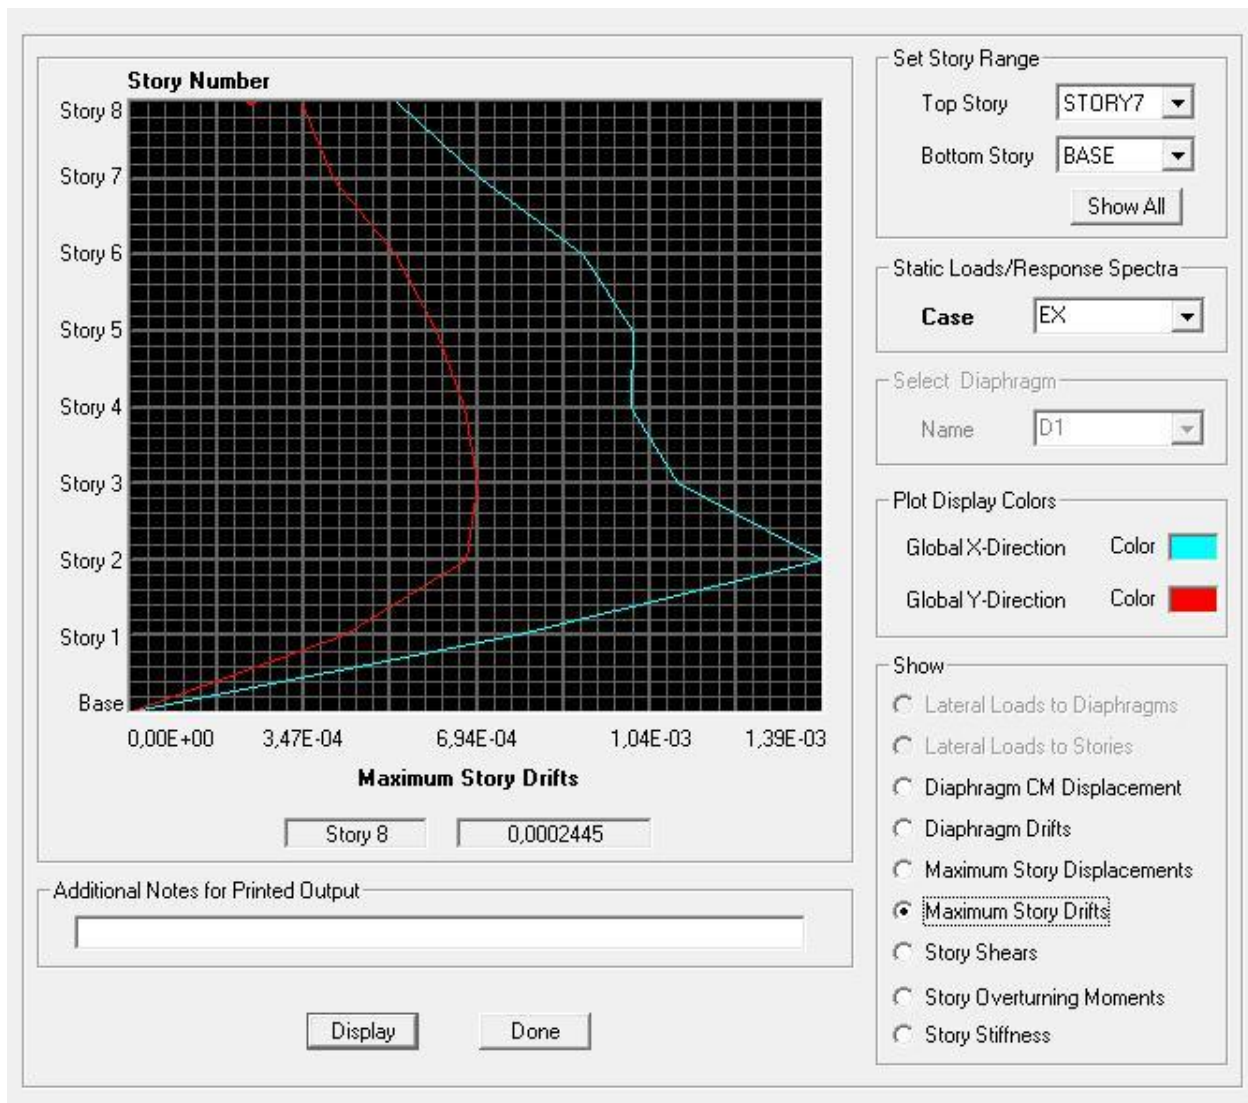 Story Number
Story 8
Story 7
Story 6
Story 5
Story 4
Story 3
Story 2
Story 1
Base
0,00E+00 3,47E-04 6,94E-04 1,04E-03 1,39E-03
Maximum Story Drifts
Story 8 0,0002445
Additional Notes for Printed Output
Display Done
Set Story Range
Top Story STORY7
Bottom Story BASE
Show All
Static Loads/Response Spectra
Case EX
Select Diaphragm
Name D1
Plot Display Colors
Global X-Direction Color
Global Y-Direction Color
Show
Lateral Loads to Diaphragms
Lateral Loads to Stories
Diaphragm CM Displacement
Diaphragm Drifts
Maximum Story Displacements
Maximum Story Drifts
Story Shears
Story Overturning Moments
Story Stiffness